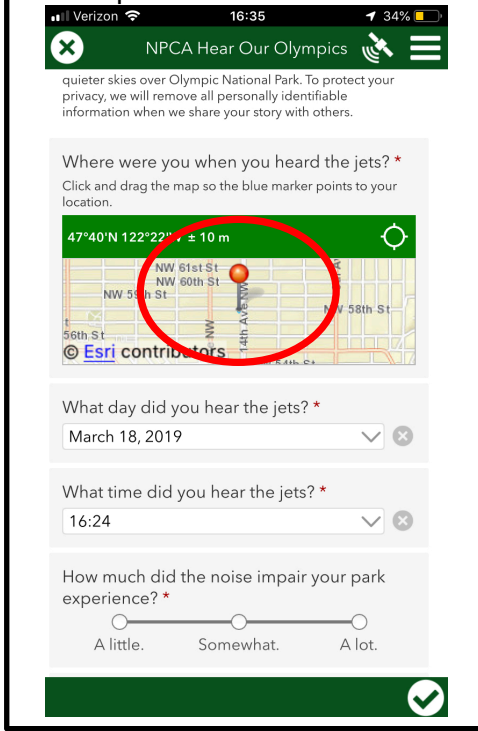 Verizon 16:35 34%
NPCA Hear Our Olympics
quieter skies over Olympic National Park. To protect your
privacy, we will remove all personally identifiable
information when we share your story with others.
Where were you when you heard the jets? *
Click and drag the map so the blue marker points to your
location.
47°40'N 122°22" ± 10 m
NW 61st St
NW 60th St
NW 59 h St
NW
14th Ave NW
58th St
56th St
© Esri contributors
What day did you hear the jets? *
March 18, 2019
What time did you hear the jets? *
16:24
How much did the noise impair your park
experience? *
A little. Somewhat. A lot.